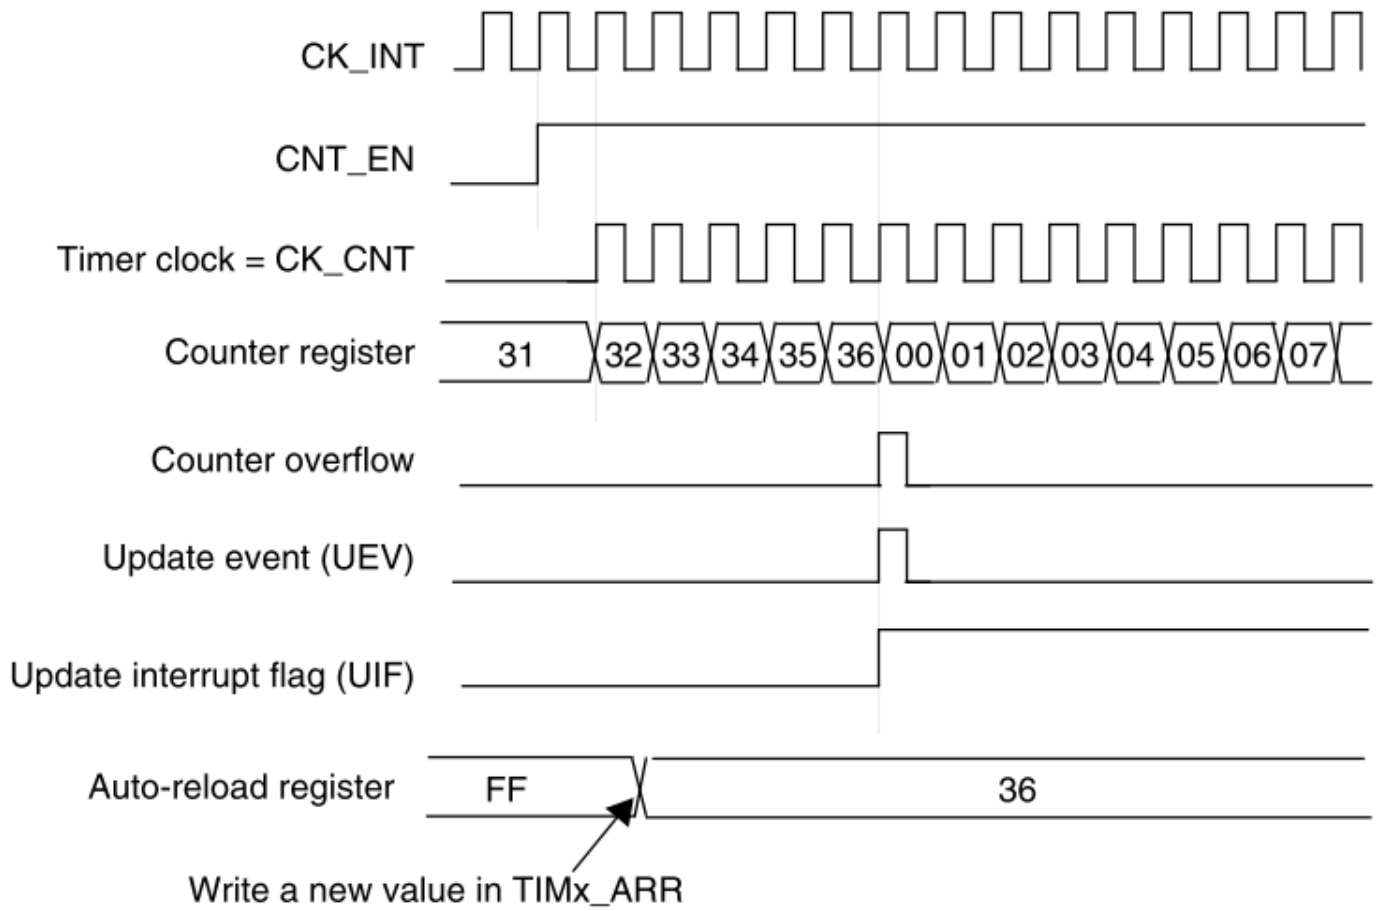 CK_INT
CNT_EN
Timer clock = CK_CNT
Counter register 31 32 33 34 35 36 00 01 02 03 04 05 06 07
Counter overflow
Update event (UEV)
Update interrupt flag (UIF)
Auto-reload register FF 36
Write a new value in TIMx_ARR